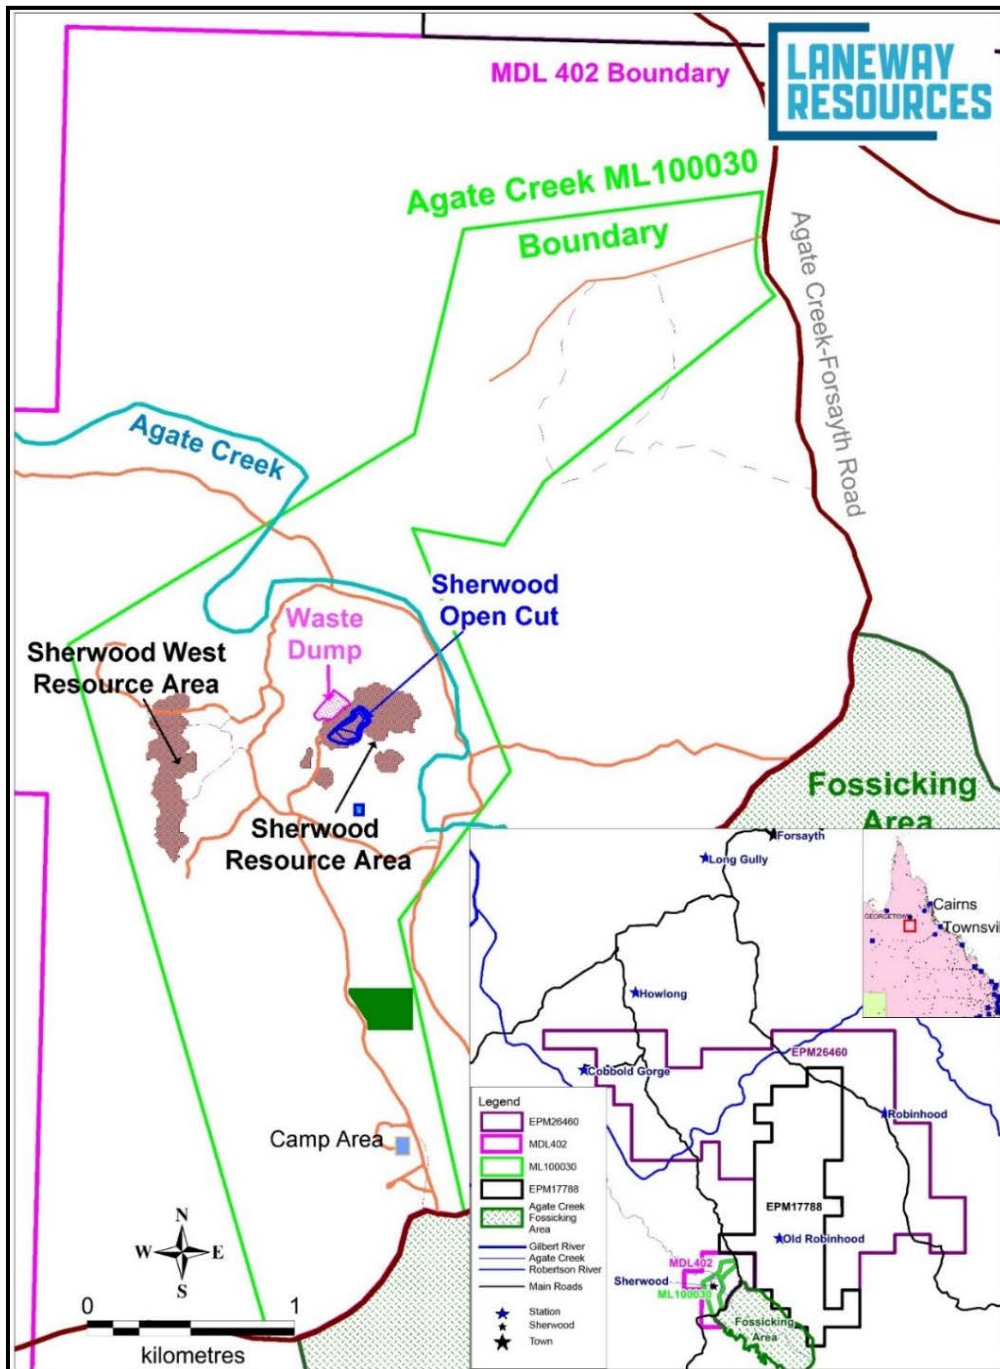 LANEWAY
RESOURCES
MDL 402 Boundary
Agate Creek ML100030
Boundary
Agate Creek-Forsayth Road
Agate Creek
Sherwood
Open Cut
Waste
Dump
Sherwood West
Resource Area
Fossicking
Area
Sherwood
Resource Area
Camp Area
N
W E
S
0 1
kilometres
Forsayth
Long Gully
Cairns
GEORGETOWN
Townsvi
Howlong
EPM26460
Cobbold Gorge
Robinhood
EPM17788
Old Robinhood
MDL402
Sherwood
ML100030
Fossicking
Area
Legend
EPM26460
MDL402
ML100030
EPM17788
Agate Creek
Fossicking
Area
Gilbert River
Agate Creek
Robertson River
Main Roads
Station
Sherwood
Town